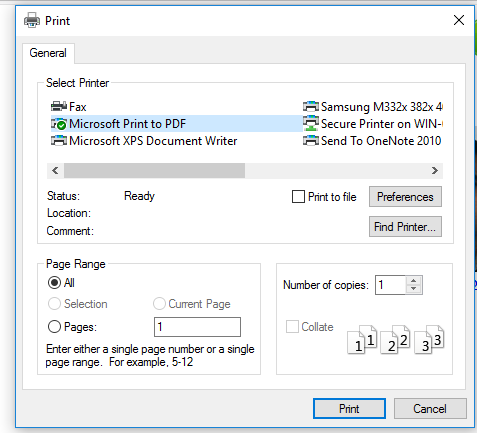 Print
General
Select Printer
Fax
Microsoft Print to PDF
Microsoft XPS Document Writer
Samsung M332x 382x 40
Secure Printer on WIN-
Send To OneNote 2010
Status: Ready
Location:
Comment:
Print to file
Preferences
Find Printer...
Page Range
All
Selection Current Page
Pages: 1
Enter either a single page number or a single
page range. For example, 5-12
Number of copies: 1
Collate
1 1 2 2 3 3
Print Cancel